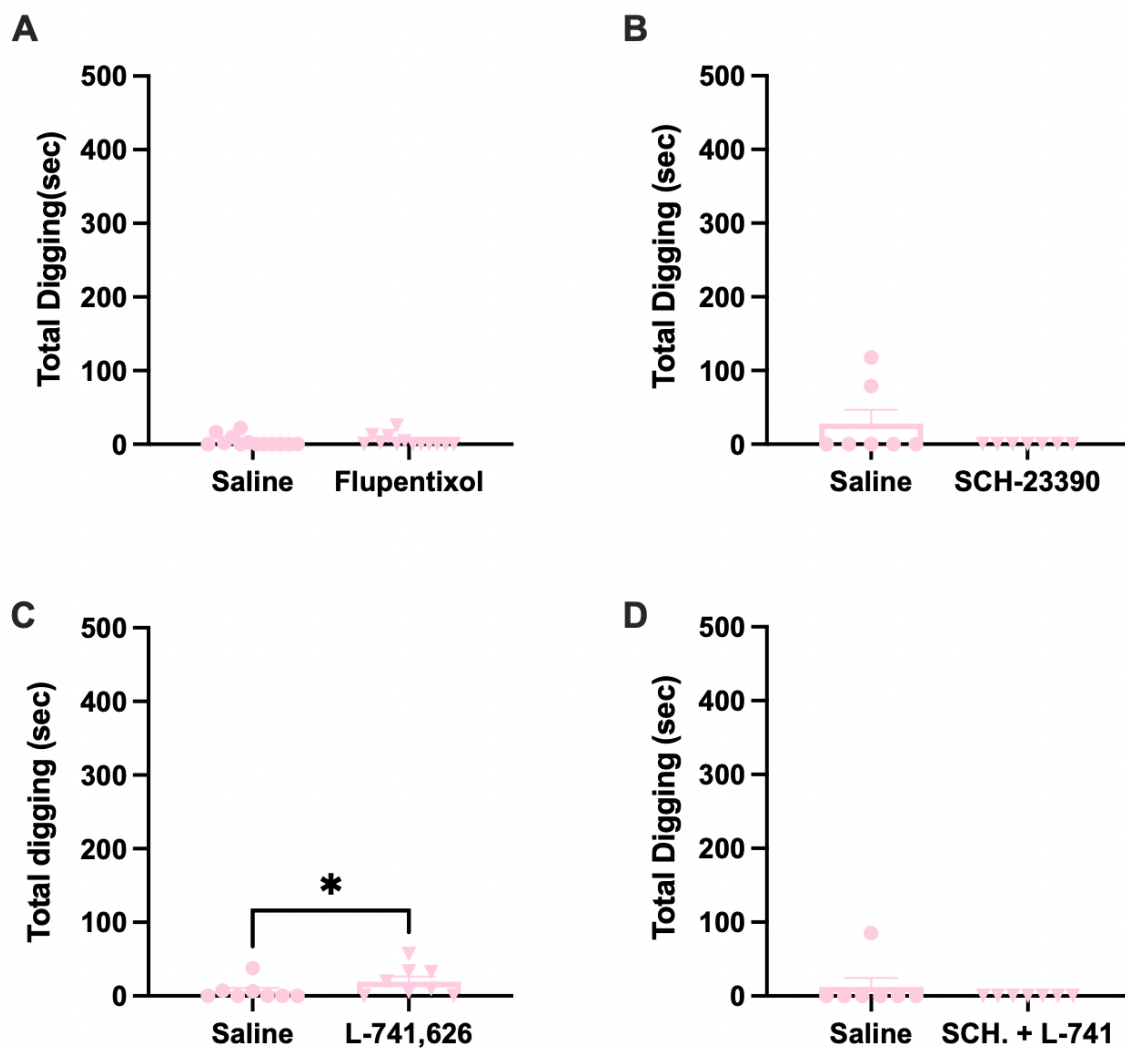 A
Total Digging(sec)
500
400
300
200
100
0
Saline
Flupentixol
B
Total Digging (sec)
500
400
300
200
100
0
Saline
SCH-23390
C
Total digging (sec)
500
400
300
200
100
0
*
Saline
L-741,626
D
Total Digging (sec)
500
400
300
200
100
0
Saline
SCH. + L-741